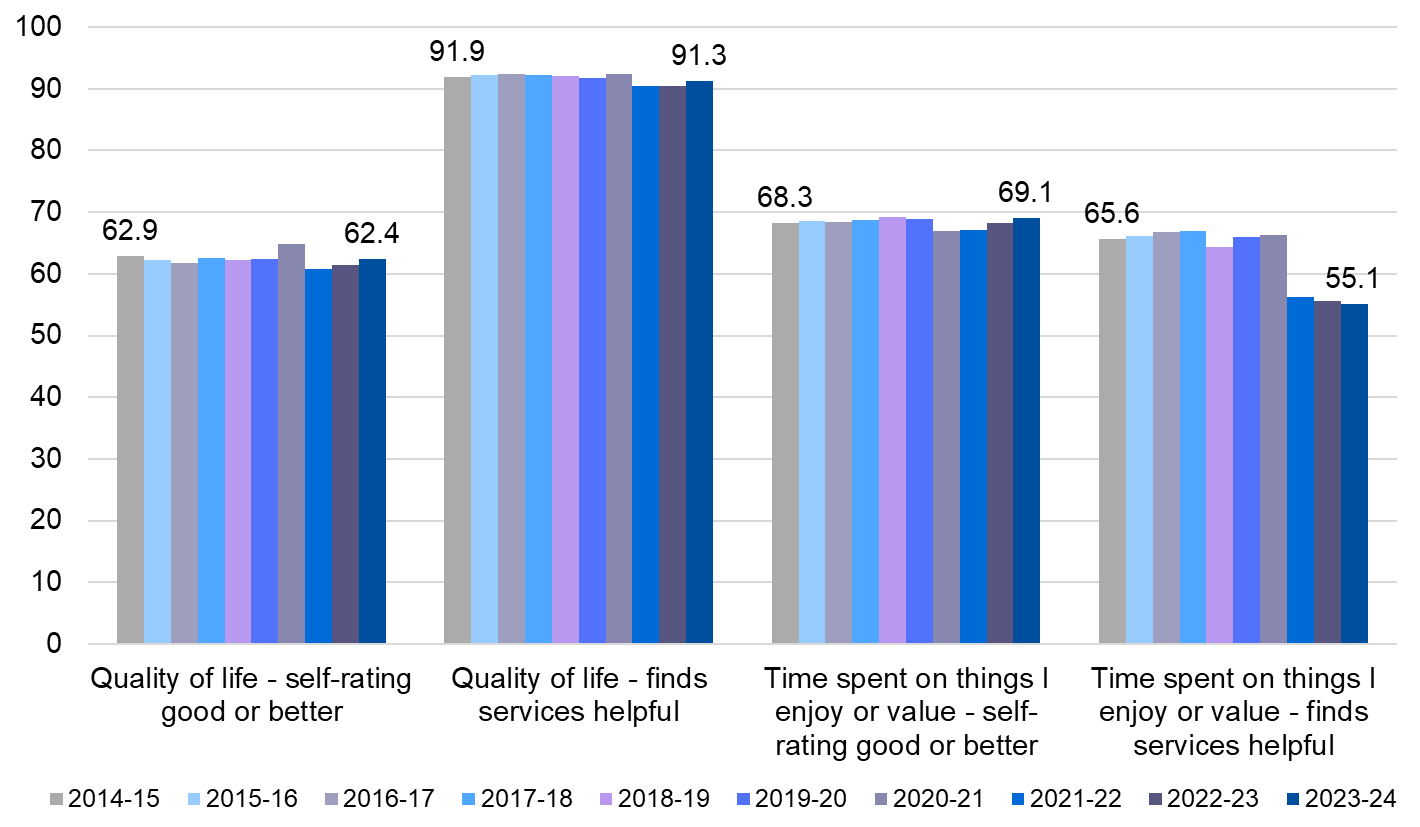 100
90
80
70
60
50
40
30
20
10
0
62.9
62.4
91.9
91.3
68.3
69.1
65.6
55.1
Quality of life - self-rating
good or better
Quality of life - finds
services helpful
Time spent on things I
enjoy or value - self-
rating good or better
Time spent on things I
enjoy or value - finds
services helpful
2014-15 2015-16 2016-17 2017-18 2018-19 2019-20 2020-21 2021-22 2022-23 2023-24